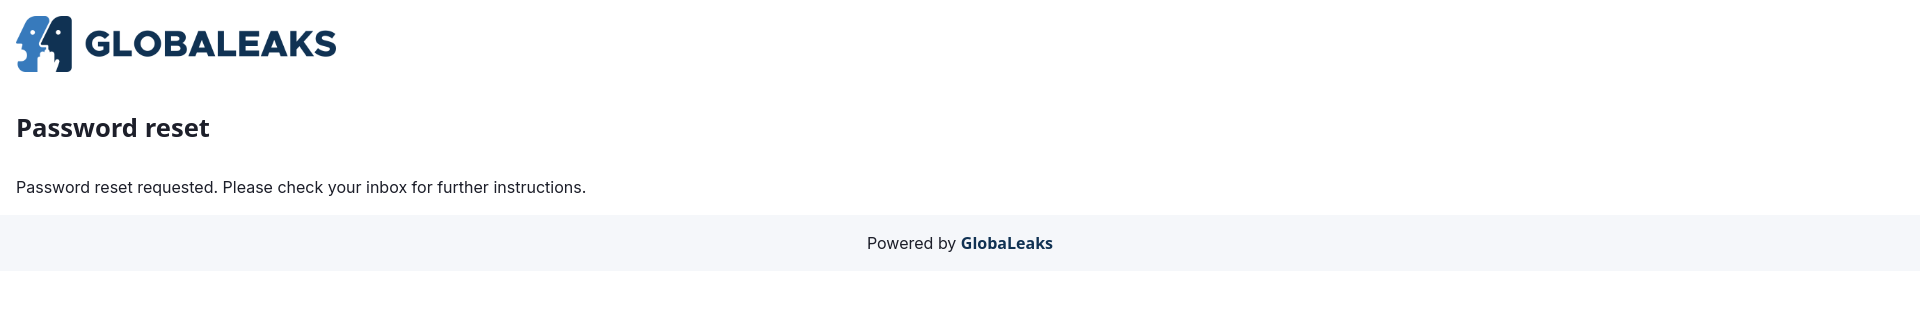 GLOBALEAKS
Password reset
Password reset requested. Please check your inbox for further instructions.
Powered by GlobaLeaks